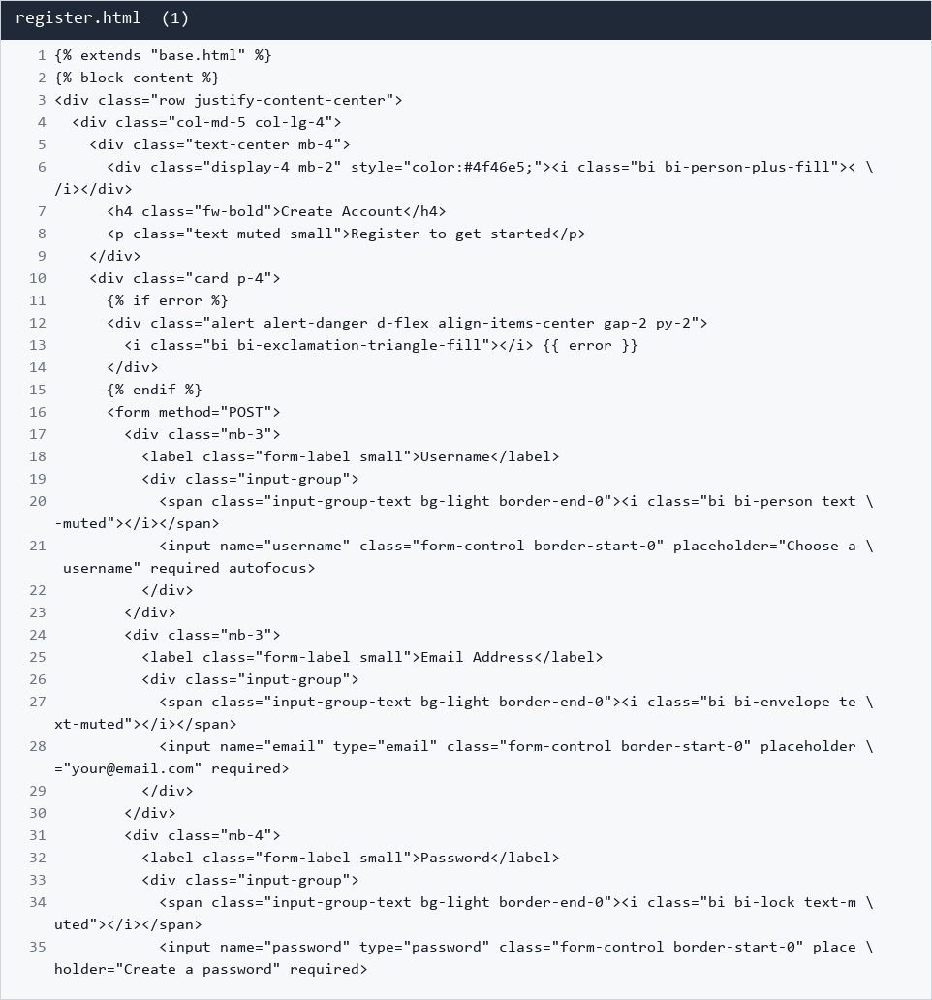 register.html  (1)
1 {% extends "base.html" %}
2 {% block content %}
3 <div class="row justify-content-center">
4   <div class="col-md-5 col-lg-4">
5     <div class="text-center mb-4">
6       <div class="display-4 mb-2" style="color:#4f46e5;"><i class="bi bi-person-plus-fill">< \
/i></div>
7       <h4 class="fw-bold">Create Account</h4>
8       <p class="text-muted small">Register to get started</p>
9     </div>
10     <div class="card p-4">
11       {% if error %}
12       <div class="alert alert-danger d-flex align-items-center gap-2 py-2">
13         <i class="bi bi-exclamation-triangle-fill"></i> {{ error }}
14       </div>
15       {% endif %}
16       <form method="POST">
17         <div class="mb-3">
18           <label class="form-label small">Username</label>
19           <div class="input-group">
20             <span class="input-group-text bg-light border-end-0"><i class="bi bi-person text \
-muted"></i></span>
21             <input name="username" class="form-control border-start-0" placeholder="Choose a \
 username" required autofocus>
22           </div>
23         </div>
24         <div class="mb-3">
25           <label class="form-label small">Email Address</label>
26           <div class="input-group">
27             <span class="input-group-text bg-light border-end-0"><i class="bi bi-envelope te \
xt-muted"></i></span>
28             <input name="email" type="email" class="form-control border-start-0" placeholder \
="your@email.com" required>
29           </div>
30         </div>
31         <div class="mb-4">
32           <label class="form-label small">Password</label>
33           <div class="input-group">
34             <span class="input-group-text bg-light border-end-0"><i class="bi bi-lock text-m \
uted"></i></span>
35             <input name="password" type="password" class="form-control border-start-0" place \
holder="Create a password" required>